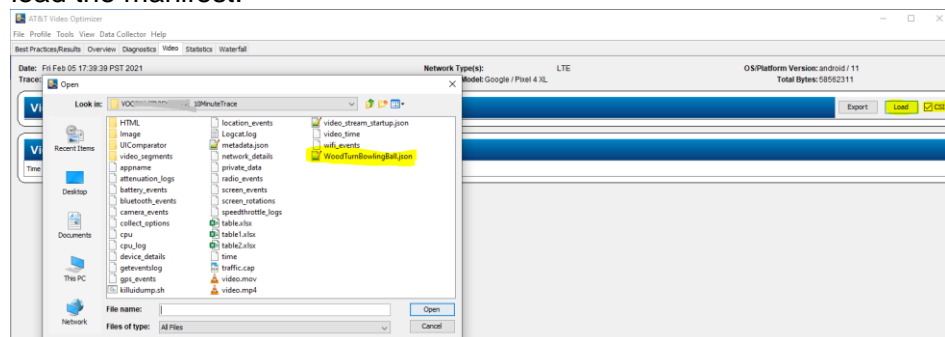 load the manifest.
AT&T Video Optimizer
File Profile Tools View Data Collector Help
Best Practices/Results Overview Diagnostics Video Statistics Waterfall
Date: Fri Feb 05 17:39:39 PST 2021 Network Type(s): LTE OS/Platform Version: android / 11
Trace: Model: Google / Pixel 4 XL Total Bytes: 58562311
Open
Look in: 10MinuteTrace
Export Load CSI
HTML location_events video_stream_startup.json
Image Logcat.log video_time
UIComparator metadata.json wifi_events
video_segments network_details WoodTurnBowlingBall.json
appname private_data
attenuation_logs radio_events
battery_events screen_events
bluetooth_events screen_rotations
camera_events speedthrottle_logs
collect_options table.xlsx
cpu table1.xlsx
cpu_log table2.xlsx
device_details time
geteventslog traffic.cap
gps_events video.mov
killuidump.sh video.mp4
Recent Items
Desktop
Documents
This PC
Network
Vi
Vi
Time
File name: Open
Files of type: All Files Cancel